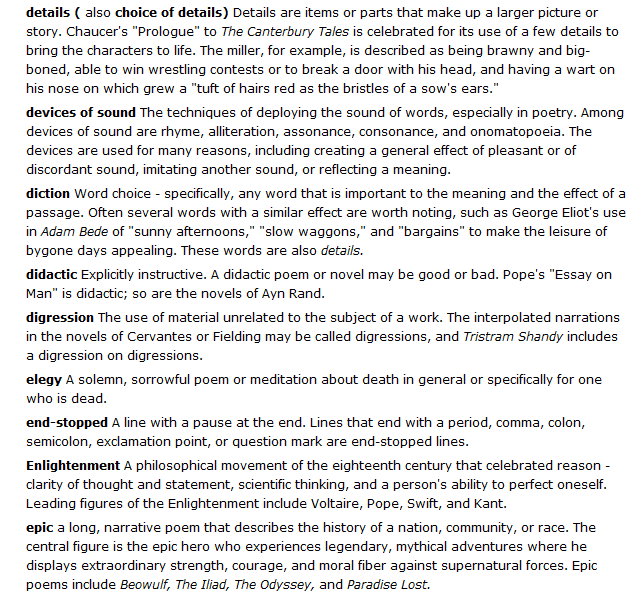 details ( also choice of details) Details are items or parts that make up a larger picture or
story. Chaucer's "Prologue" to The Canterbury Tales is celebrated for its use of a few details to
bring the characters to life. The miller, for example, is described as being brawny and big-
boned, able to win wrestling contests or to break a door with his head, and having a wart on
his nose on which grew a "tuft of hairs red as the bristles of a sow's ears."
devices of sound The techniques of deploying the sound of words, especially in poetry. Among
devices of sound are rhyme, alliteration, assonance, consonance, and onomatopoeia. The
devices are used for many reasons, including creating a general effect of pleasant or of
discordant sound, imitating another sound, or reflecting a meaning.
diction Word choice - specifically, any word that is important to the meaning and the effect of a
passage. Often several words with a similar effect are worth noting, such as George Eliot's use
in Adam Bede of "sunny afternoons," "slow waggons," and "bargains" to make the leisure of
bygone days appealing. These words are also details.
didactic Explicitly instructive. A didactic poem or novel may be good or bad. Pope's "Essay on
Man" is didactic; so are the novels of Ayn Rand.
digression The use of material unrelated to the subject of a work. The interpolated narrations
in the novels of Cervantes or Fielding may be called digressions, and Tristram Shandy includes
a digression on digressions.
elegy A solemn, sorrowful poem or meditation about death in general or specifically for one
who is dead.
end-stopped A line with a pause at the end. Lines that end with a period, comma, colon,
semicolon, exclamation point, or question mark are end-stopped lines.
Enlightenment A philosophical movement of the eighteenth century that celebrated reason -
clarity of thought and statement, scientific thinking, and a person's ability to perfect oneself.
Leading figures of the Enlightenment include Voltaire, Pope, Swift, and Kant.
epic a long, narrative poem that describes the history of a nation, community, or race. The
central figure is the epic hero who experiences legendary, mythical adventures where he
displays extraordinary strength, courage, and moral fiber against supernatural forces. Epic
poems include Beowulf, The Iliad, The Odyssey, and Paradise Lost.